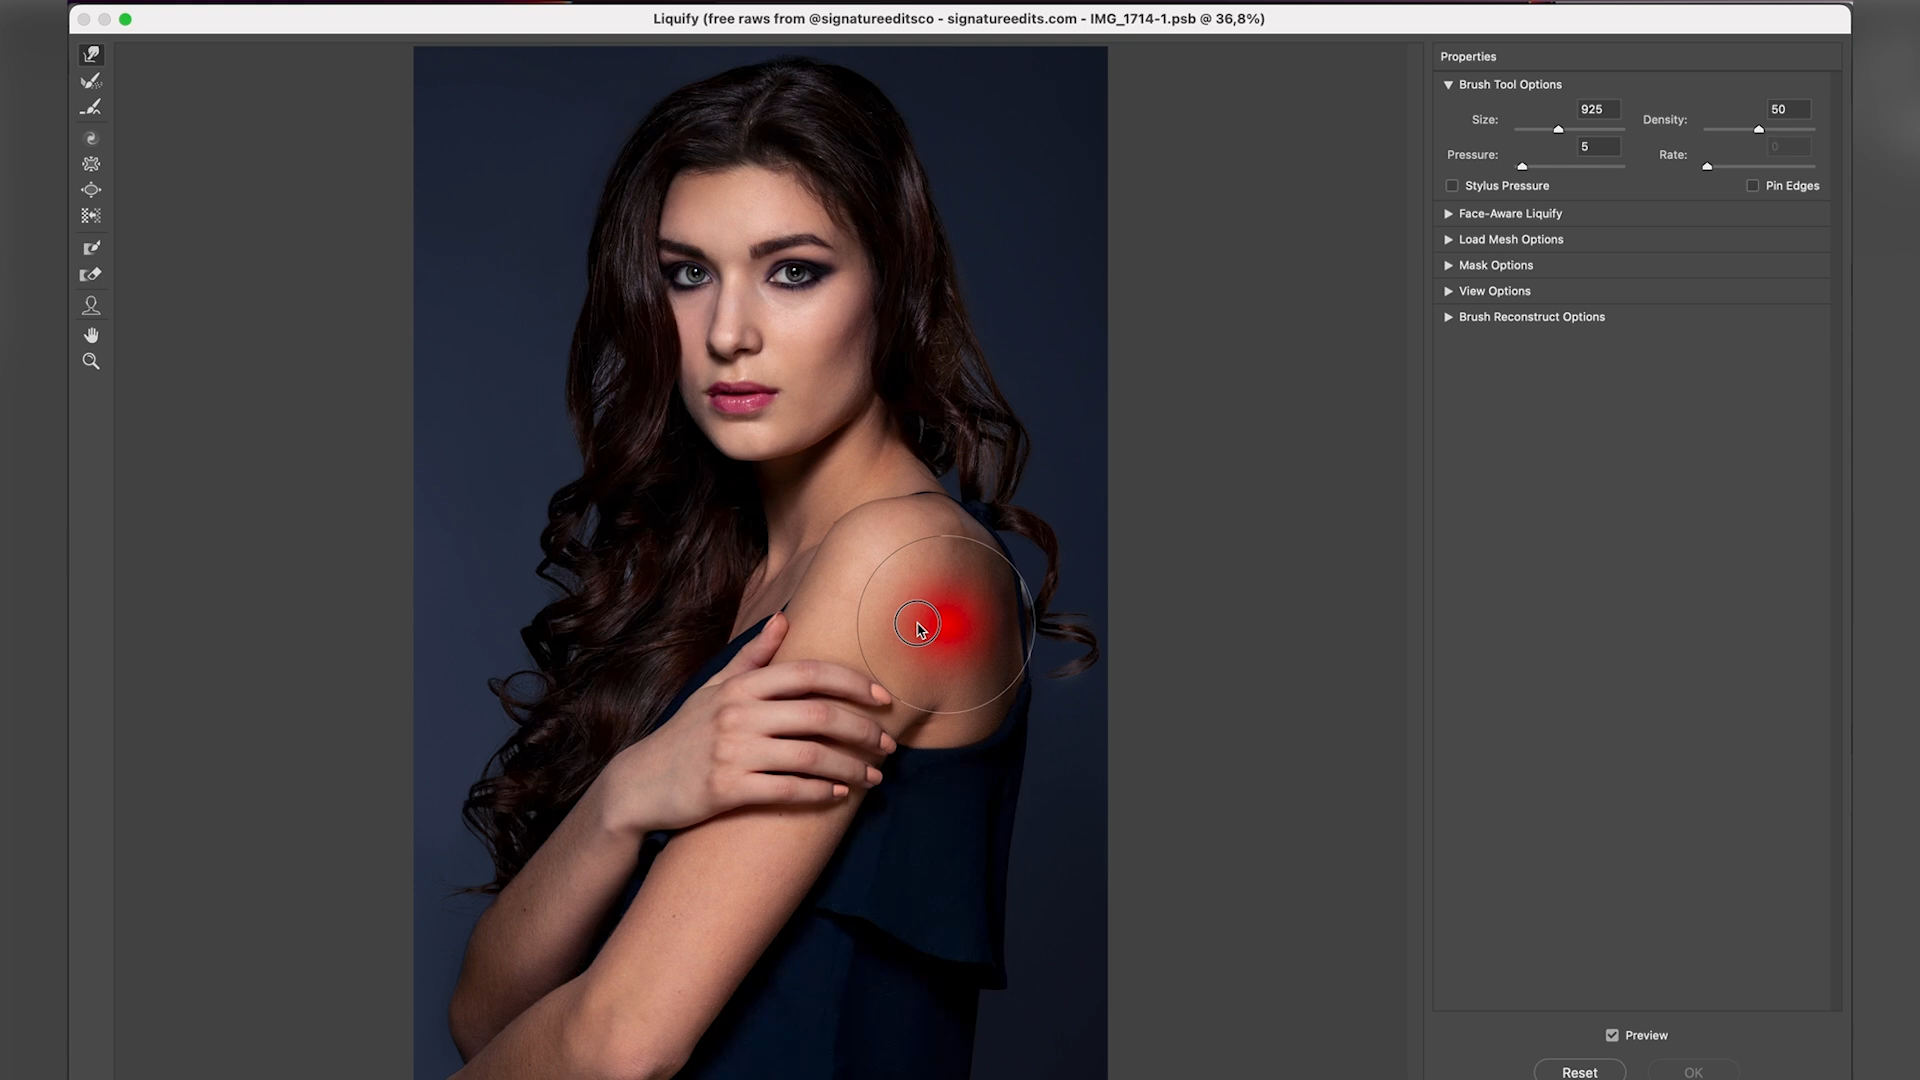 Liquify (free raws from @signatureeditsco - signatureedits.com - IMG_1714-1.psb @ 36,8%)
Properties
Brush Tool Options
Size: 925 Density: 50
Pressure: 5 Rate: 0
Stylus Pressure Pin Edges
Face-Aware Liquify
Load Mesh Options
Mask Options
View Options
Brush Reconstruct Options
Preview
Reset OK